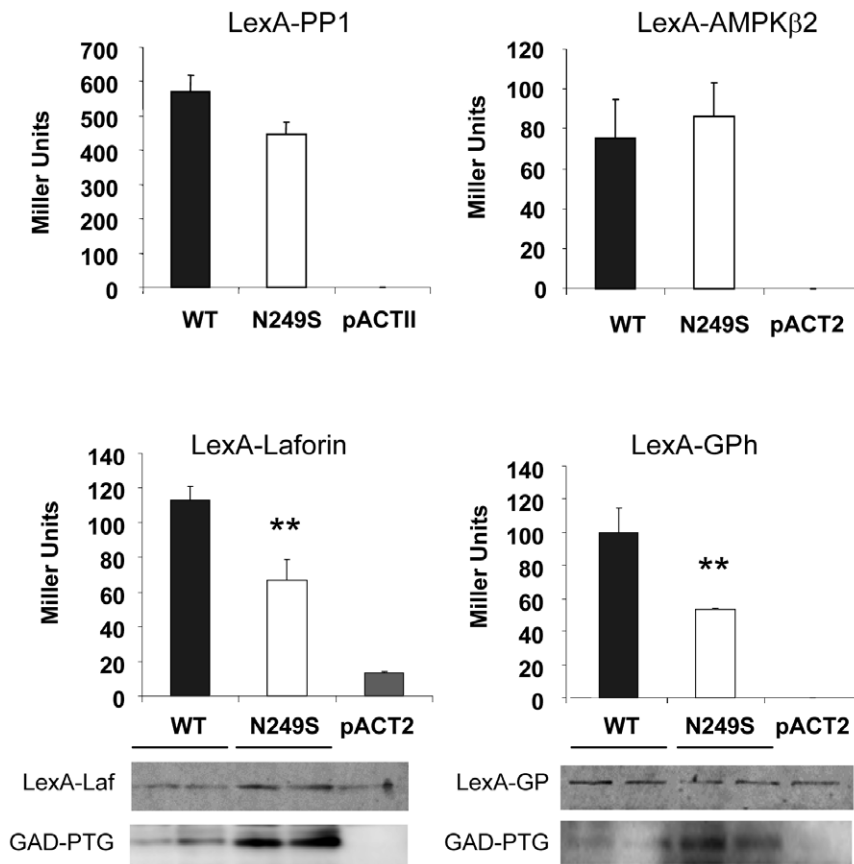 LexA-PP1
700
600
500
400
300
200
100
0
Miller Units
WT N249S pACTII
LexA-AMPKβ2
120
100
80
60
40
20
0
Miller Units
WT N249S pACT2
LexA-Laforin
140
120
100
80
60
40
20
0
Miller Units
**
WT N249S pACT2
LexA-Laf
GAD-PTG
LexA-GPh
140
120
100
80
60
40
20
0
Miller Units
**
WT N249S pACT2
LexA-GP
GAD-PTG